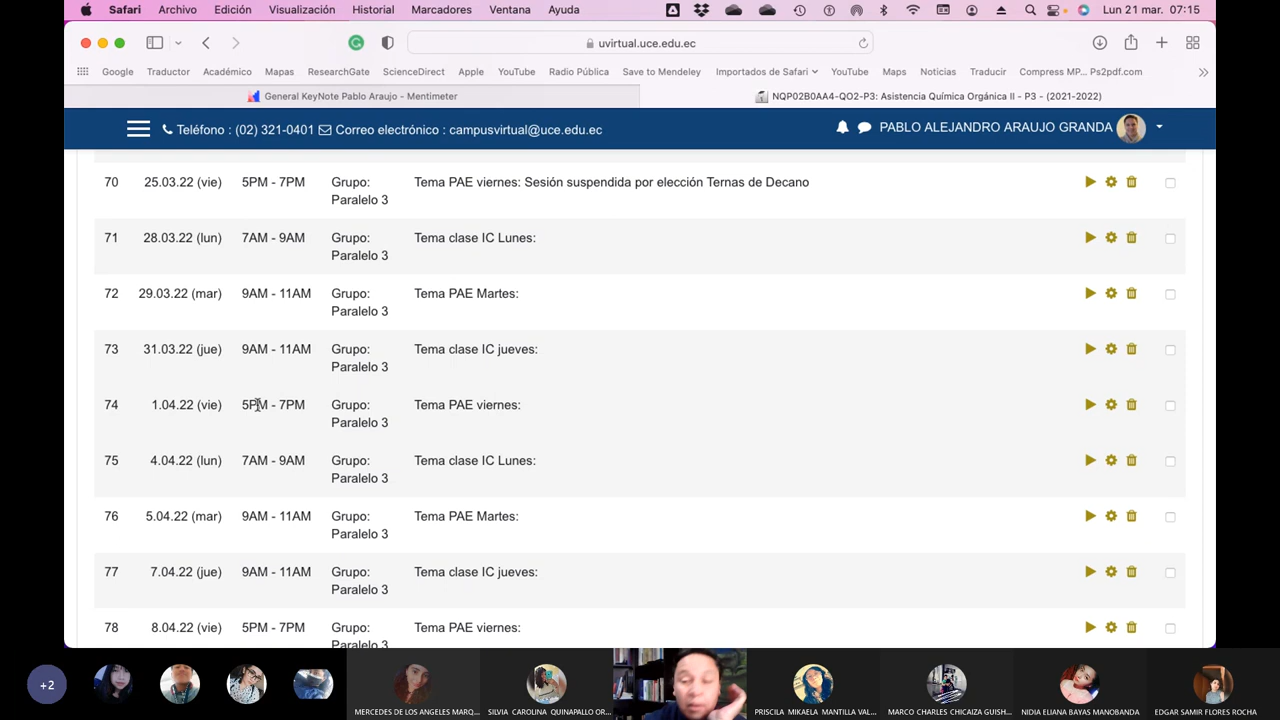 Safari Archivo Edición Visualización Historial Marcadores Ventana Ayuda Lun 21 mar. 07:15
uvirtual.uce.edu.ec
Google Traductor Académico Mapas ResearchGate ScienceDirect Apple YouTube Radio Pública Save to Mendeley Importados de Safari YouTube Maps Noticias Traducir Compress MP... Ps2pdf.com
General KeyNote Pablo Araujo - Mentimeter NQP02B0AA4-QO2-P3: Asistencia Química Orgánica II - P3 - (2021-2022)
Teléfono : (02) 321-0401 Correo electrónico : campusvirtual@uce.edu.ec PABLO ALEJANDRO ARAUJO GRANDA
70 25.03.22 (vie) 5PM - 7PM Grupo: Tema PAE viernes: Sesión suspendida por elección Ternas de Decano
Paralelo 3
71 28.03.22 (lun) 7AM - 9AM Grupo: Tema clase IC Lunes:
Paralelo 3
72 29.03.22 (mar) 9AM - 11AM Grupo: Tema PAE Martes:
Paralelo 3
73 31.03.22 (jue) 9AM - 11AM Grupo: Tema clase IC jueves:
Paralelo 3
74 1.04.22 (vie) 5PM - 7PM Grupo: Tema PAE viernes:
Paralelo 3
75 4.04.22 (lun) 7AM - 9AM Grupo: Tema clase IC Lunes:
Paralelo 3
76 5.04.22 (mar) 9AM - 11AM Grupo: Tema PAE Martes:
Paralelo 3
77 7.04.22 (jue) 9AM - 11AM Grupo: Tema clase IC jueves:
Paralelo 3
78 8.04.22 (vie) 5PM - 7PM Grupo: Tema PAE viernes:
Paralelo 3
+2
MERCEDES DE LOS ANGELES MARQ... SILVIA CAROLINA QUINAPALLO OR... PRISCILA MIKAELA MANTILLA VAL... MARCO CHARLES CHICAIZA GUISH... NIDIA ELIANA BAYAS MANOBANDA EDGAR SAMIR FLORES ROCHA